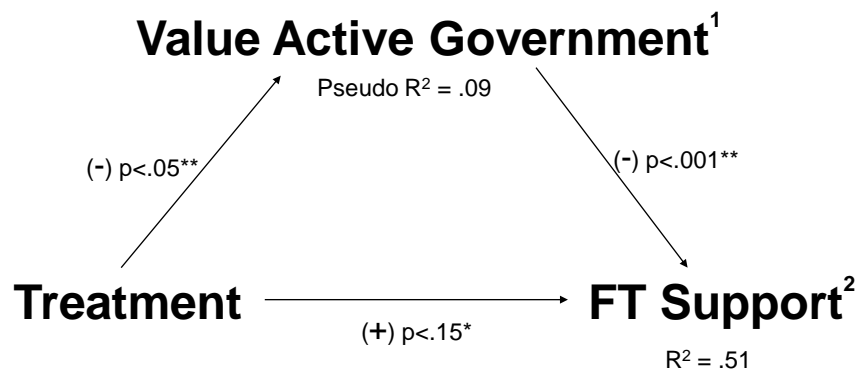 Value Active Government¹
Pseudo R² = .09
(-) p<.05**
(-) p<.001**
Treatment
FT Support²
(+) p<.15*
R² = .51